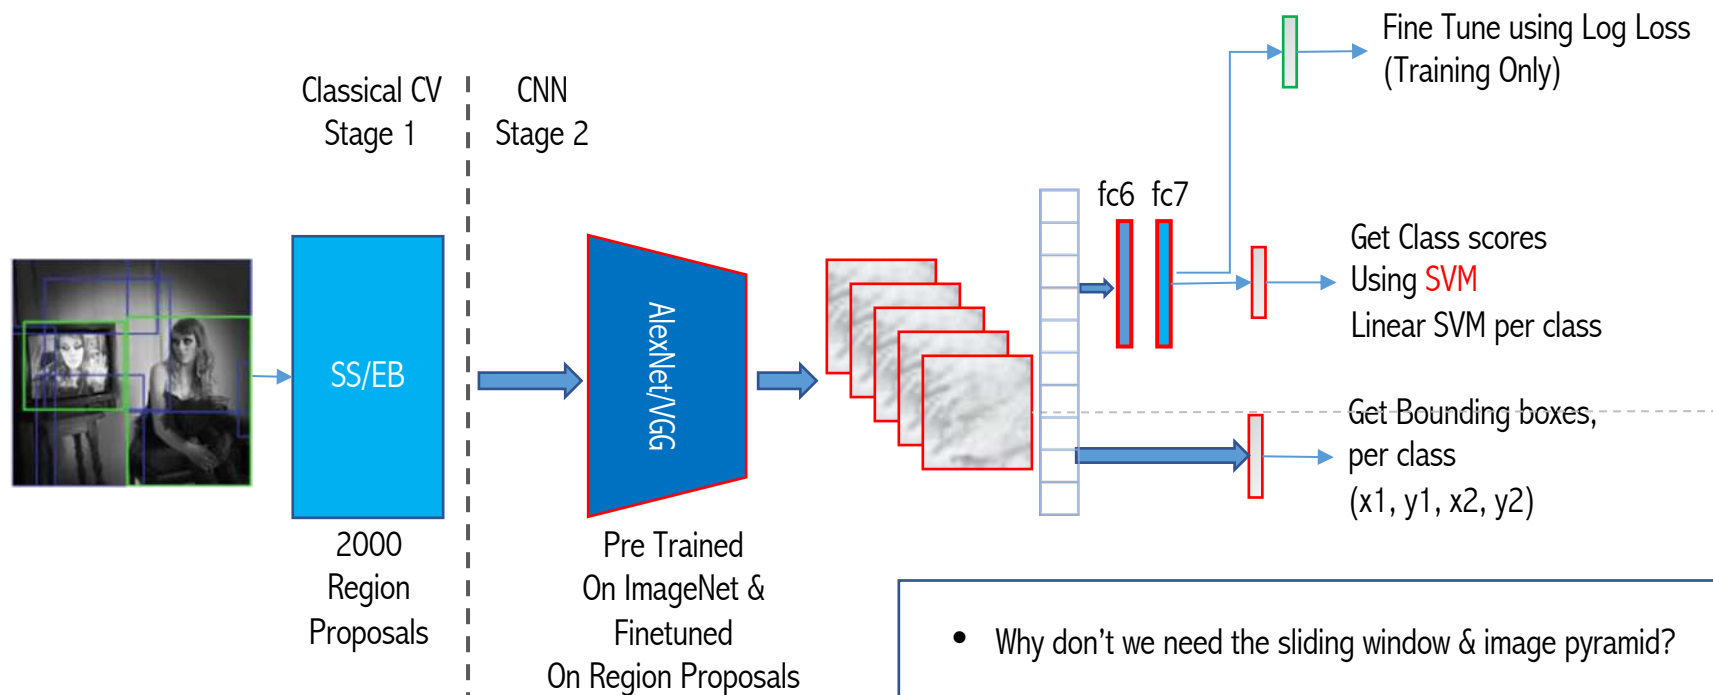 Classical CV
Stage 1
CNN
Stage 2
Fine Tune using Log Loss
(Training Only)
fc6
fc7
SS/EB
AlexNet/VGG
Get Class scores
Using SVM
Linear SVM per class
Get Bounding boxes,
per class
(x1, y1, x2, y2)
2000
Region
Proposals
Pre Trained
On ImageNet &
Finetuned
On Region Proposals
• Why don't we need the sliding window & image pyramid?